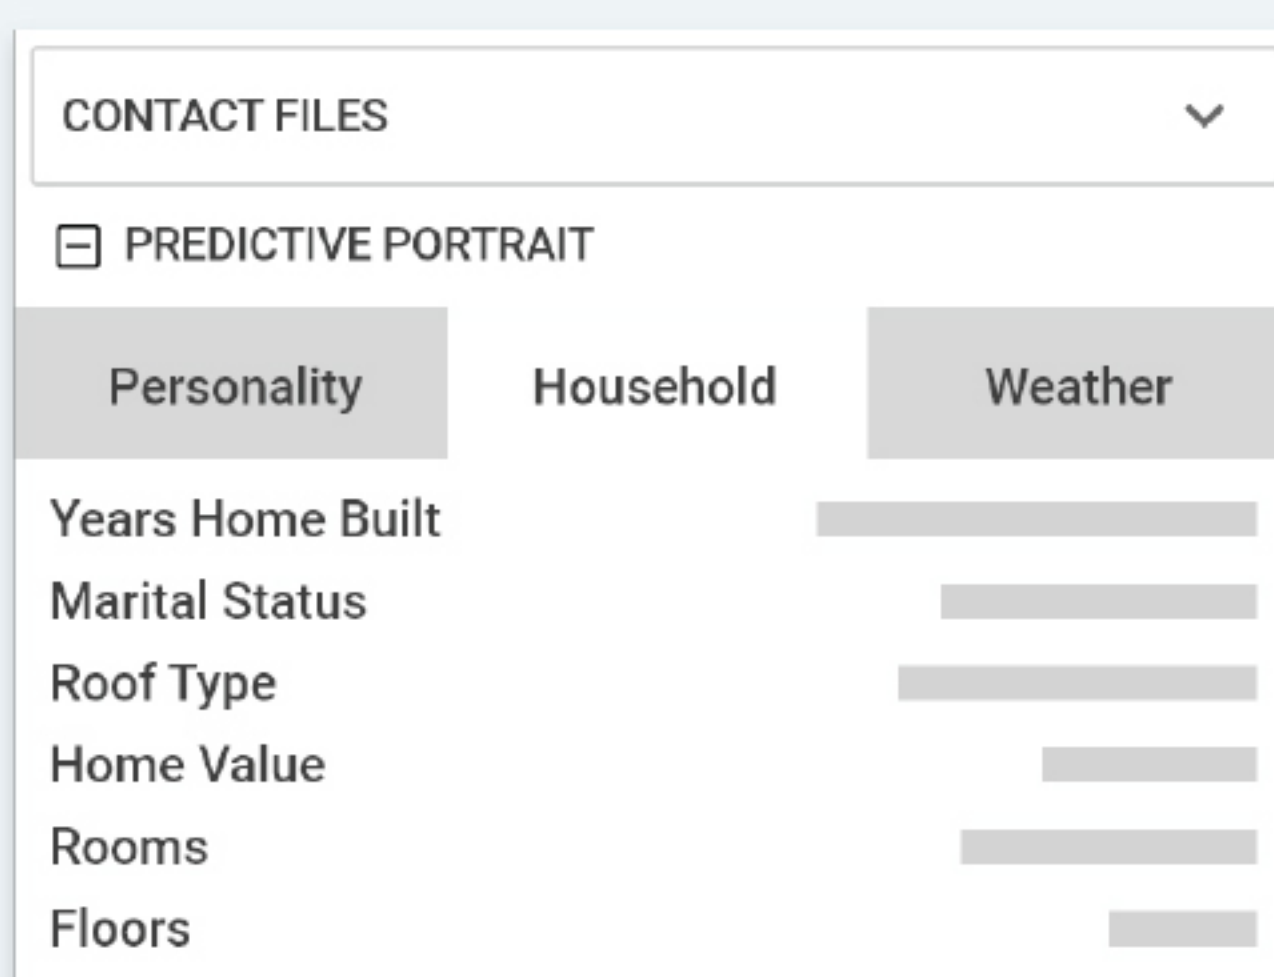 CONTACT FILES
PREDICTIVE PORTRAIT
Personality Household Weather
Years Home Built
Marital Status
Roof Type
Home Value
Rooms
Floors